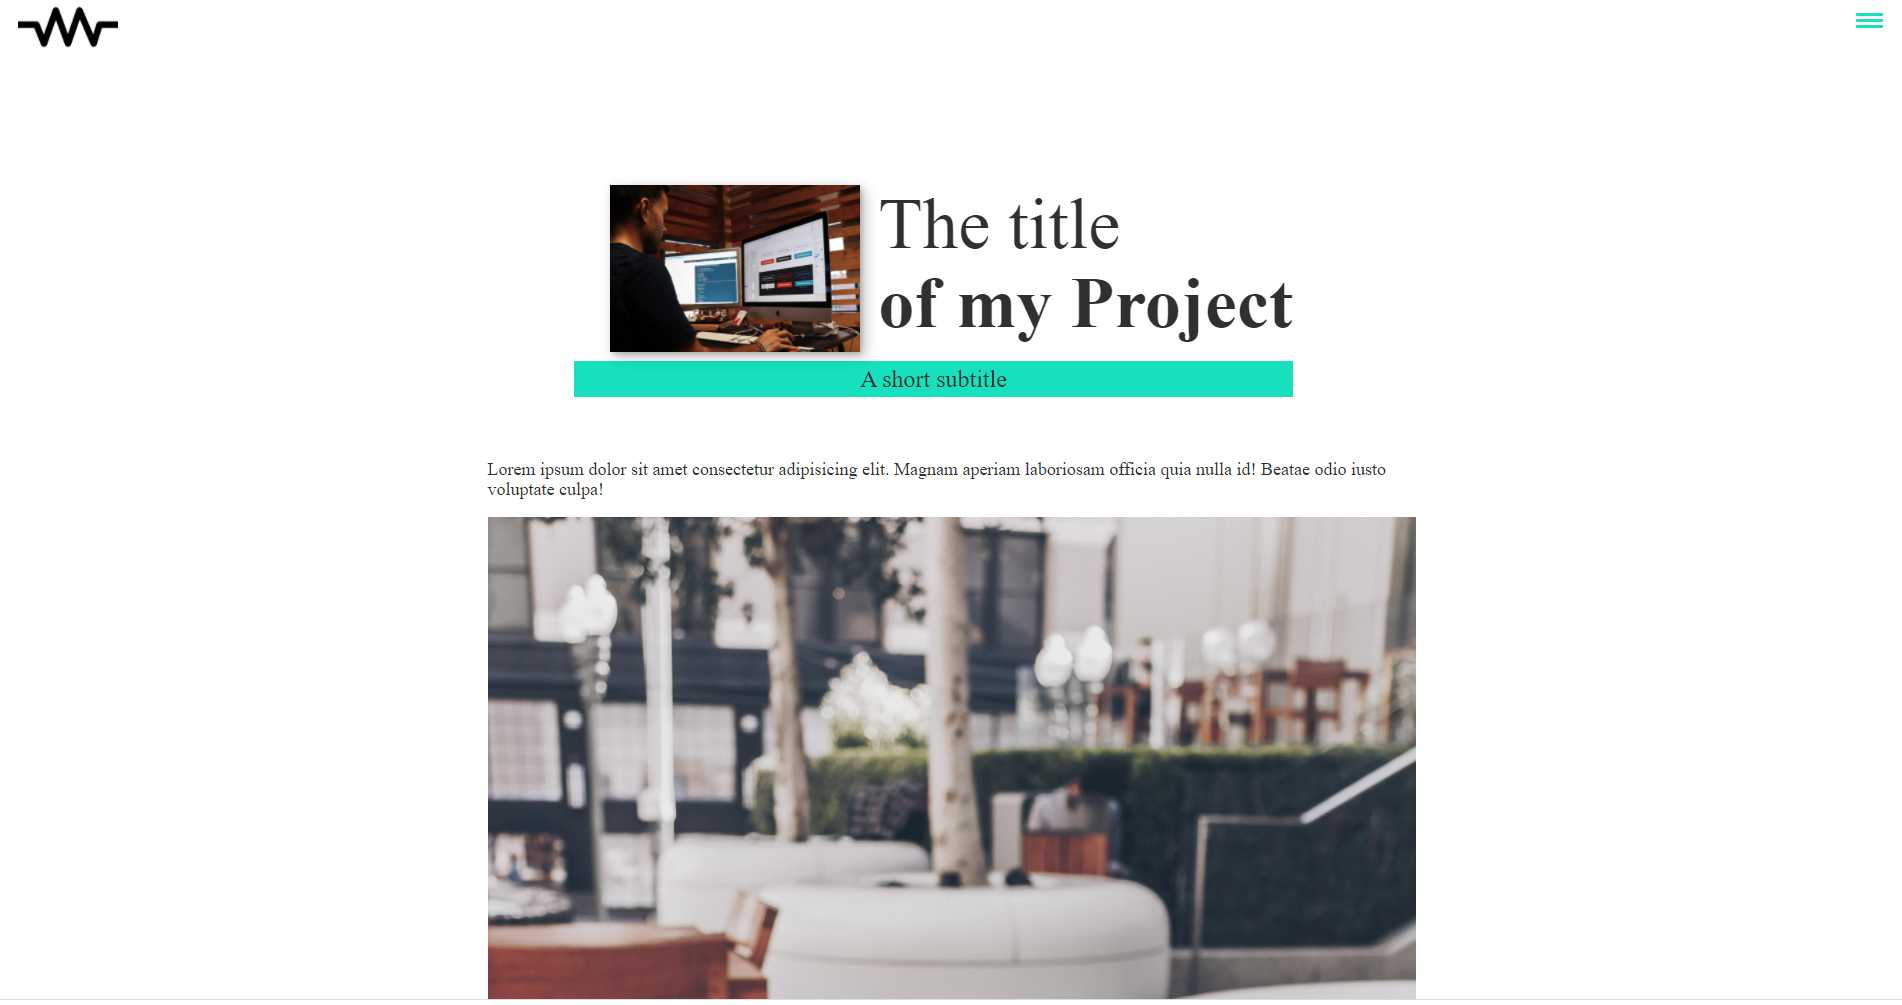 The title
of my Project
A short subtitle
Lorem ipsum dolor sit amet consectetur adipisicing elit. Magnam aperiam laboriosam officia quia nulla id! Beatae odio iusto
voluptate culpa!